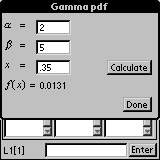 Gamma pdf
α = 2
β = 5
x = .35
Calculate
f(x) = 0.0131
Done
L1[1]
Enter